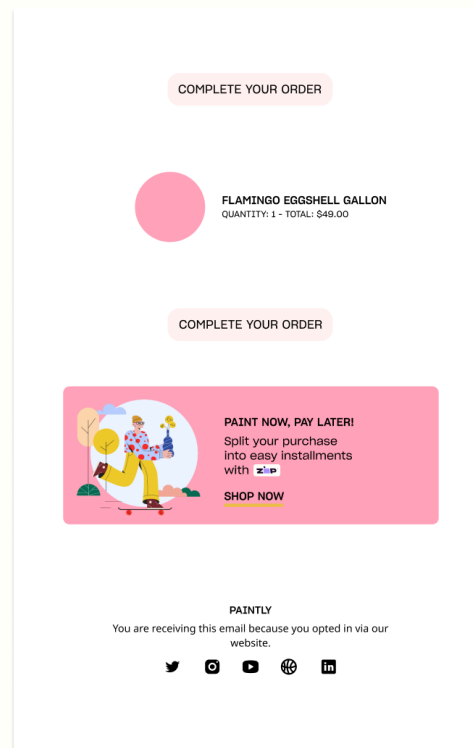 COMPLETE YOUR ORDER
FLAMINGO EGGSHELL GALLON
QUANTITY: 1 - TOTAL: $49.00
COMPLETE YOUR ORDER
PAINT NOW, PAY LATER!
Split your purchase
into easy installments
with Zip
SHOP NOW
PAINTLY
You are receiving this email because you opted in via our
website.
in